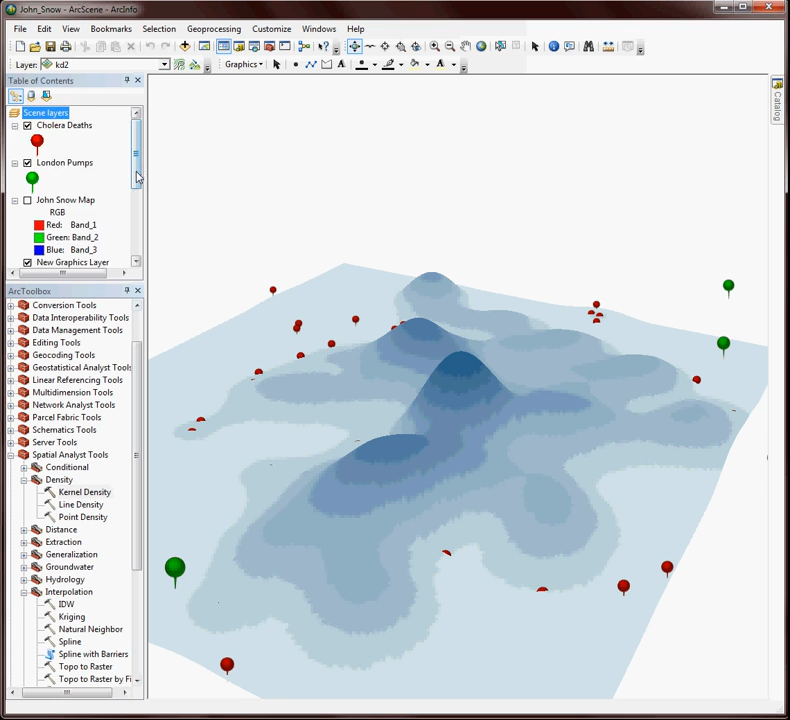 John_Snow - ArcScene - ArcInfo
File Edit View Bookmarks Selection Geoprocessing Customize Windows Help
Layer: kd2 Graphics
Table of Contents
Catalog
Scene layers
Cholera Deaths
London Pumps
John Snow Map
RGB
Red: Band_1
Green: Band_2
Blue: Band_3
New Graphics Layer
ArcToolbox
Conversion Tools
Data Interoperability Tools
Data Management Tools
Editing Tools
Geocoding Tools
Geostatistical Analyst Tools
Linear Referencing Tools
Multidimension Tools
Network Analyst Tools
Parcel Fabric Tools
Schematics Tools
Server Tools
Spatial Analyst Tools
Conditional
Density
Kernel Density
Line Density
Point Density
Distance
Extraction
Generalization
Groundwater
Hydrology
Interpolation
IDW
Kriging
Natural Neighbor
Spline
Spline with Barriers
Topo to Raster
Topo to Raster by Fi